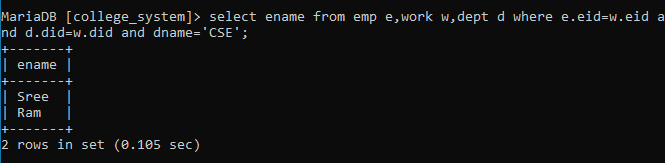 MariaDB [college_system]> select ename from emp e,work w,dept d where e.eid=w.eid a
nd d.did=w.did and dname='CSE';
+-------+
| ename |
+-------+
| Sree  |
| Ram   |
+-------+
2 rows in set (0.105 sec)